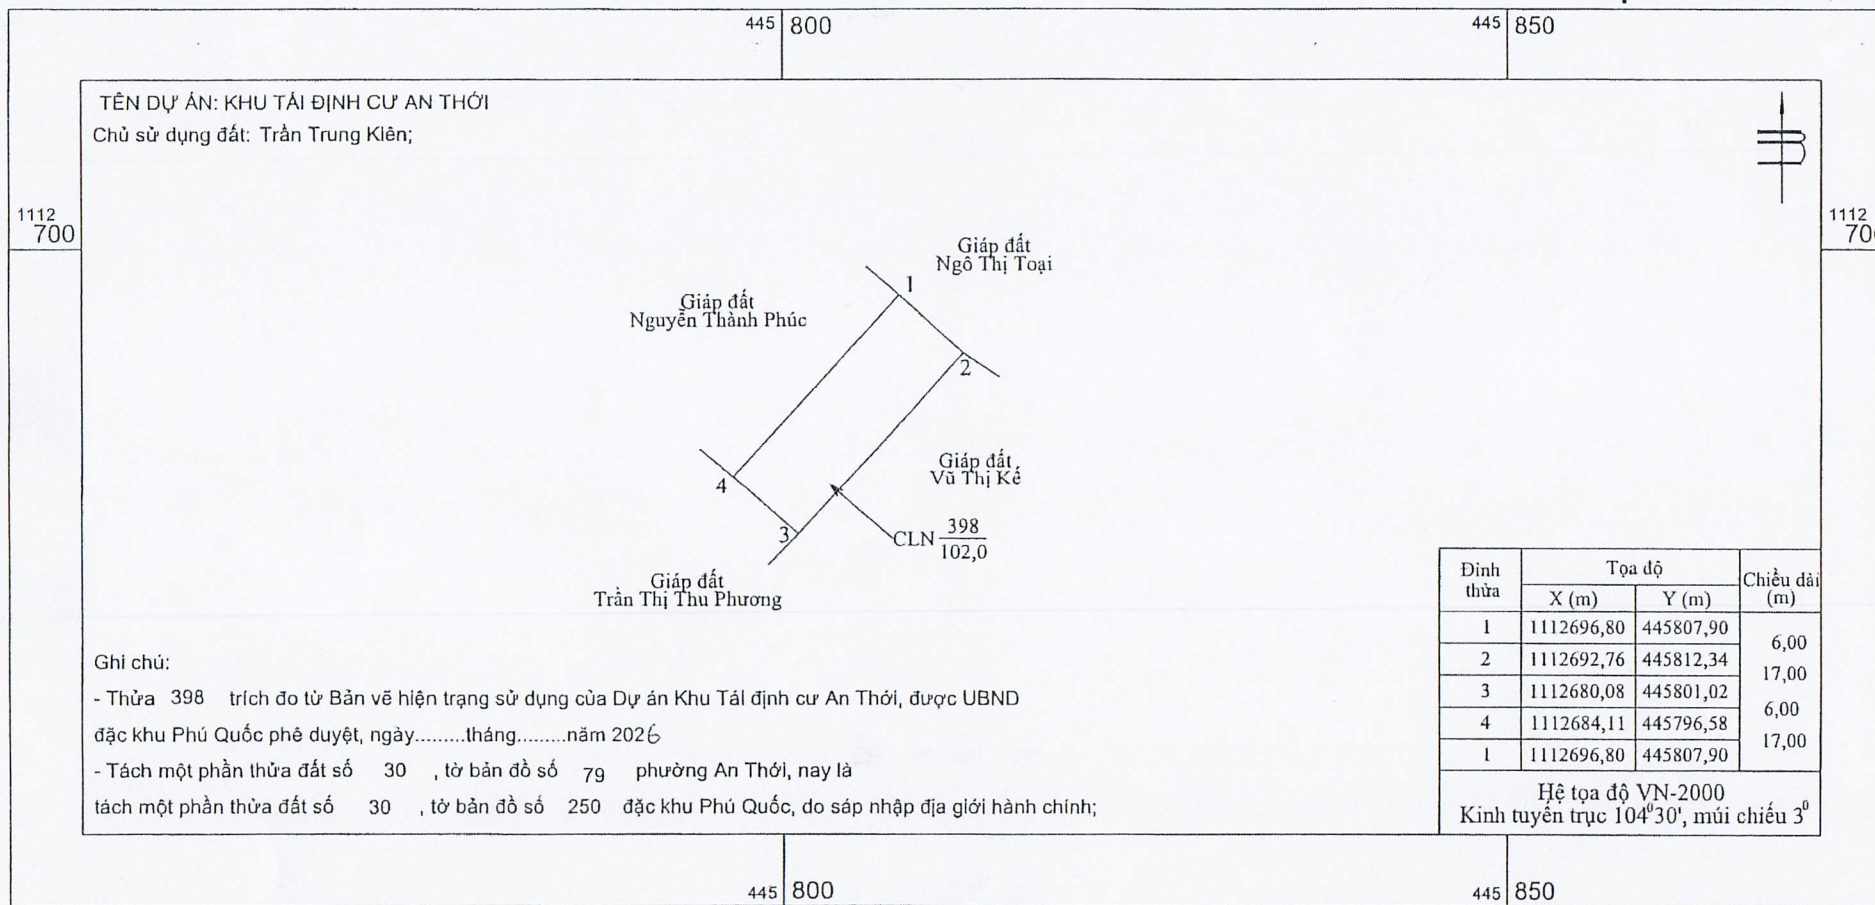 445 800
445 850
TÊN DỰ ÁN: KHU TÁI ĐỊNH CƯ AN THỚI
Chủ sử dụng đất: Trần Trung Kiên;
1112
700
1112
700
Giáp đất
Ngô Thị Toại
1
Giáp đất
Nguyễn Thành Phúc
2
Giáp đất
Vũ Thị Kế
4
3
CLN 398
102,0
Giáp đất
Trần Thị Thu Phương
Đỉnh thửa Tọa độ Chiều dài (m)
X (m) Y (m)
1 1112696,80 445807,90
6,00
2 1112692,76 445812,34
17,00
3 1112680,08 445801,02
6,00
4 1112684,11 445796,58
17,00
1 1112696,80 445807,90
Hệ tọa độ VN-2000
Kinh tuyến trục 104⁰30', múi chiếu 3⁰
Ghi chú:
- Thửa 398 trích đo từ Bản vẽ hiện trạng sử dụng của Dự án Khu Tái định cư An Thới, được UBND
đặc khu Phú Quốc phê duyệt, ngày.........tháng.........năm 2026
- Tách một phần thửa đất số 30 , tờ bản đồ số 79 phường An Thới, nay là
tách một phần thửa đất số 30 , tờ bản đồ số 250 đặc khu Phú Quốc, do sáp nhập địa giới hành chính;
445 800
445 850